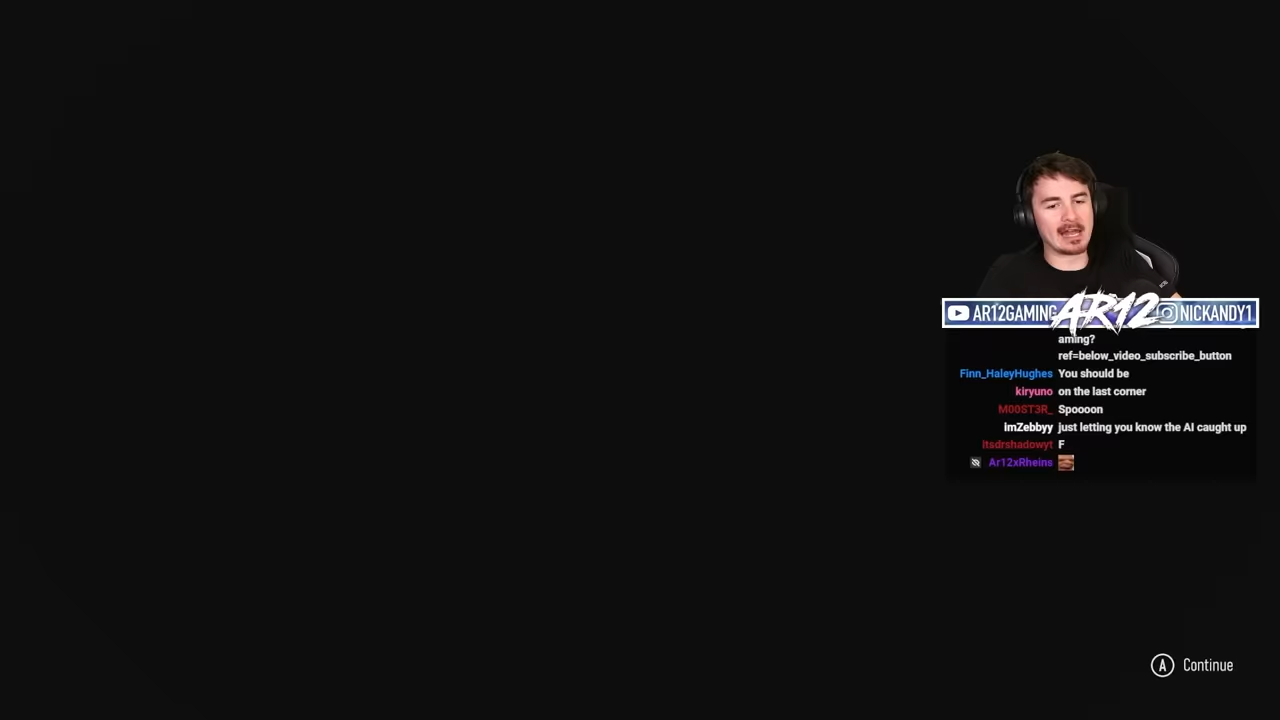 AR12GAMING AR12 NICKANDY1
aming?
ref=below_video_subscribe_button
Finn_HaleyHughes You should be
kiryuno on the last corner
M00ST3R_ Spoooon
imZebbyy just letting you know the AI caught up
Itsdrshadowyt F
Ar12xRheins
A Continue